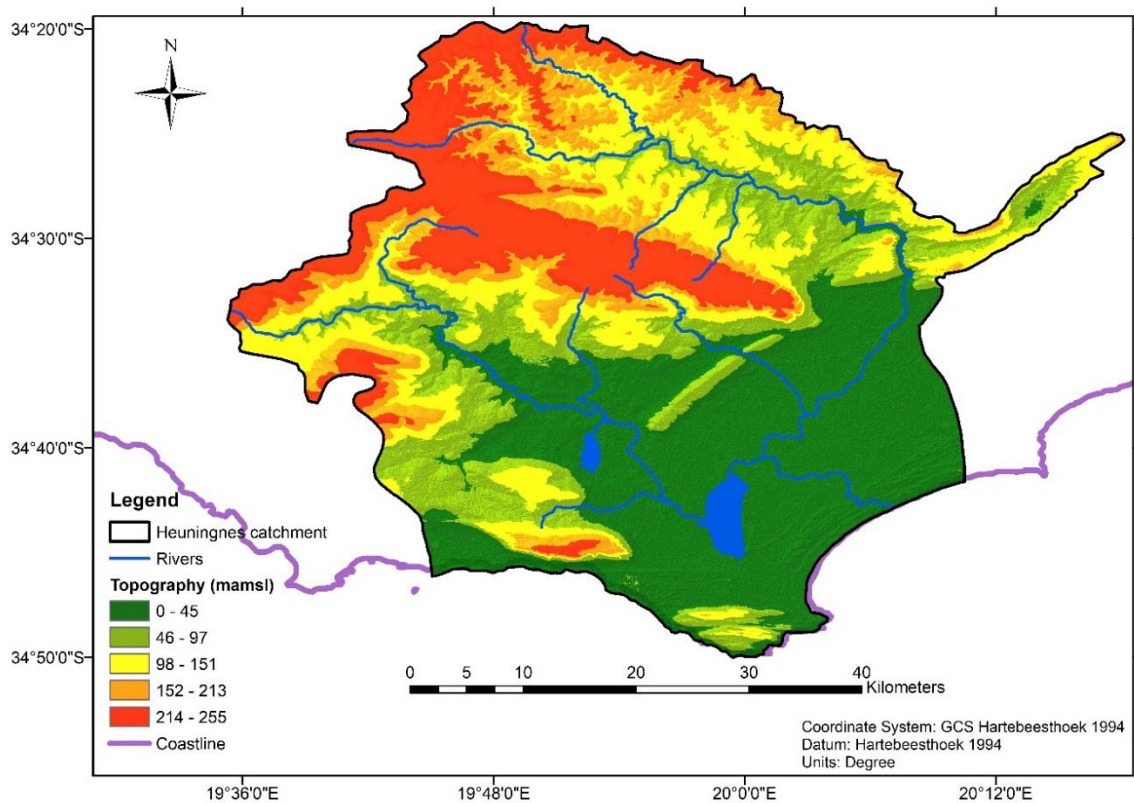 34°20'0"S
34°30'0"S
34°40'0"S
34°50'0"S
N
Legend
Heuningnes catchment
Rivers
Topography (mamsl)
0 - 45
46 - 97
98 - 151
152 - 213
214 - 255
Coastline
0 5 10 20 30 40
Kilometers
Coordinate System: GCS Hartebeesthoek 1994
Datum: Hartebeesthoek 1994
Units: Degree
19°36'0"E 19°48'0"E 20°0'0"E 20°12'0"E